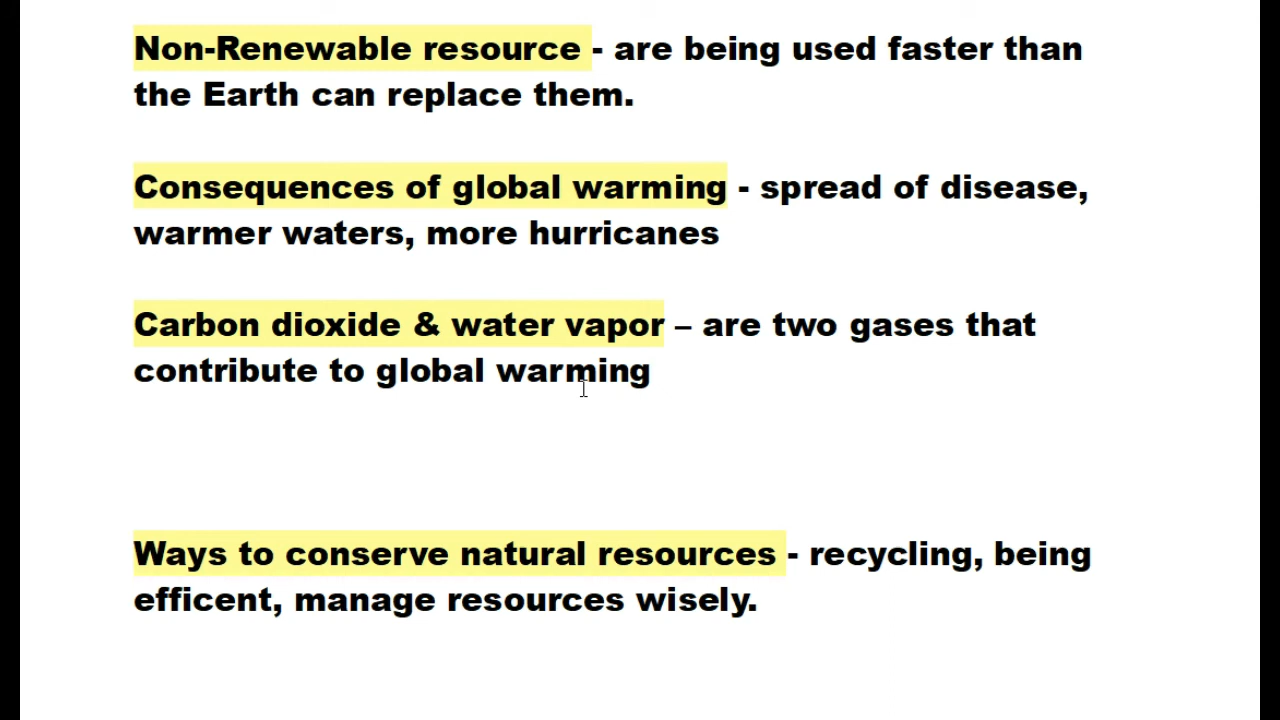 Non-Renewable resource - are being used faster than
the Earth can replace them.
Consequences of global warming - spread of disease,
warmer waters, more hurricanes
Carbon dioxide & water vapor – are two gases that
contribute to global warming
Ways to conserve natural resources - recycling, being
efficent, manage resources wisely.